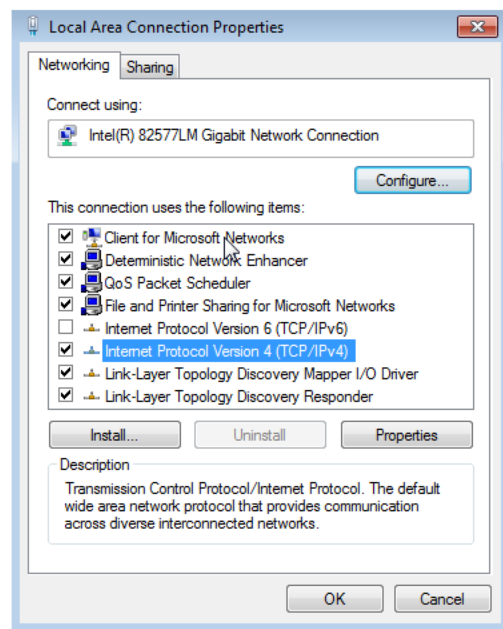 Local Area Connection Properties
Networking
Sharing
Connect using:
Intel(R) 82577LM Gigabit Network Connection
Configure...
This connection uses the following items:
Client for Microsoft Networks
Deterministic Network Enhancer
QoS Packet Scheduler
File and Printer Sharing for Microsoft Networks
Internet Protocol Version 6 (TCP/IPv6)
Internet Protocol Version 4 (TCP/IPv4)
Link-Layer Topology Discovery Mapper I/O Driver
Link-Layer Topology Discovery Responder
Install...
Uninstall
Properties
Description
Transmission Control Protocol/Internet Protocol. The default
wide area network protocol that provides communication
across diverse interconnected networks.
OK
Cancel